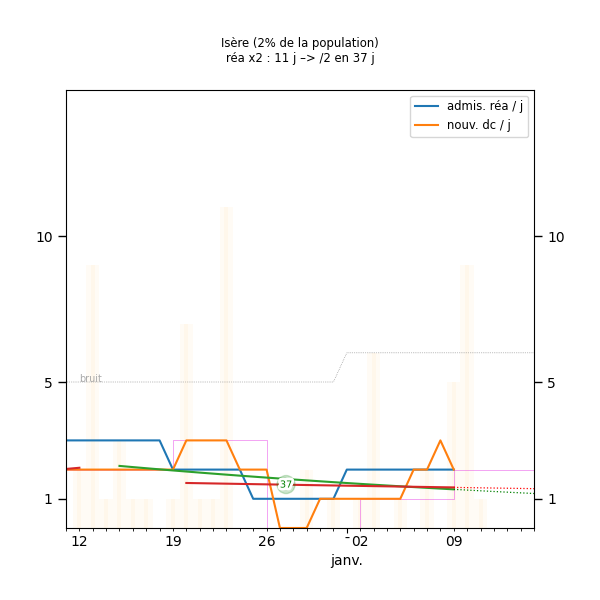 Isère (2% de la population)
réa x2 : 11 j –> /2 en 37 j
admis. réa / j
nouv. dc / j
10
10
bruit
5
5
37
1
1
12
19
26
02
09
janv.